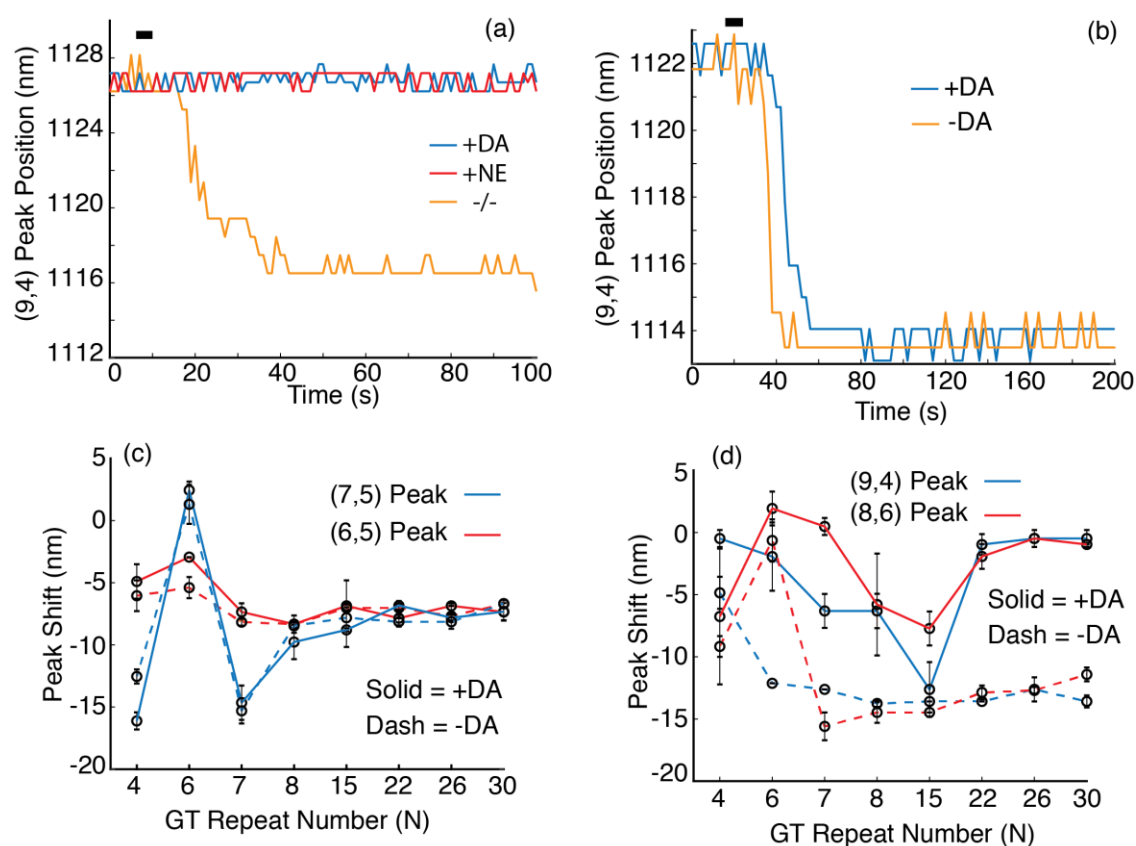 (a)
(9,4) Peak Position (nm)
1128
1124
1120
1116
1112
+DA
+NE
-/-
0 20 40 60 80 100
Time (s)
(b)
(9,4) Peak Position (nm)
1122
1120
1118
1116
1114
+DA
-DA
0 40 80 120 160 200
Time (s)
(c)
Peak Shift (nm)
5
0
-5
-10
-15
-20
(7,5) Peak
(6,5) Peak
Solid = +DA
Dash = -DA
4 6 7 8 15 22 26 30
GT Repeat Number (N)
(d)
Peak Shift (nm)
5
0
-5
-10
-15
-20
(9,4) Peak
(8,6) Peak
Solid = +DA
Dash = -DA
4 6 7 8 15 22 26 30
GT Repeat Number (N)